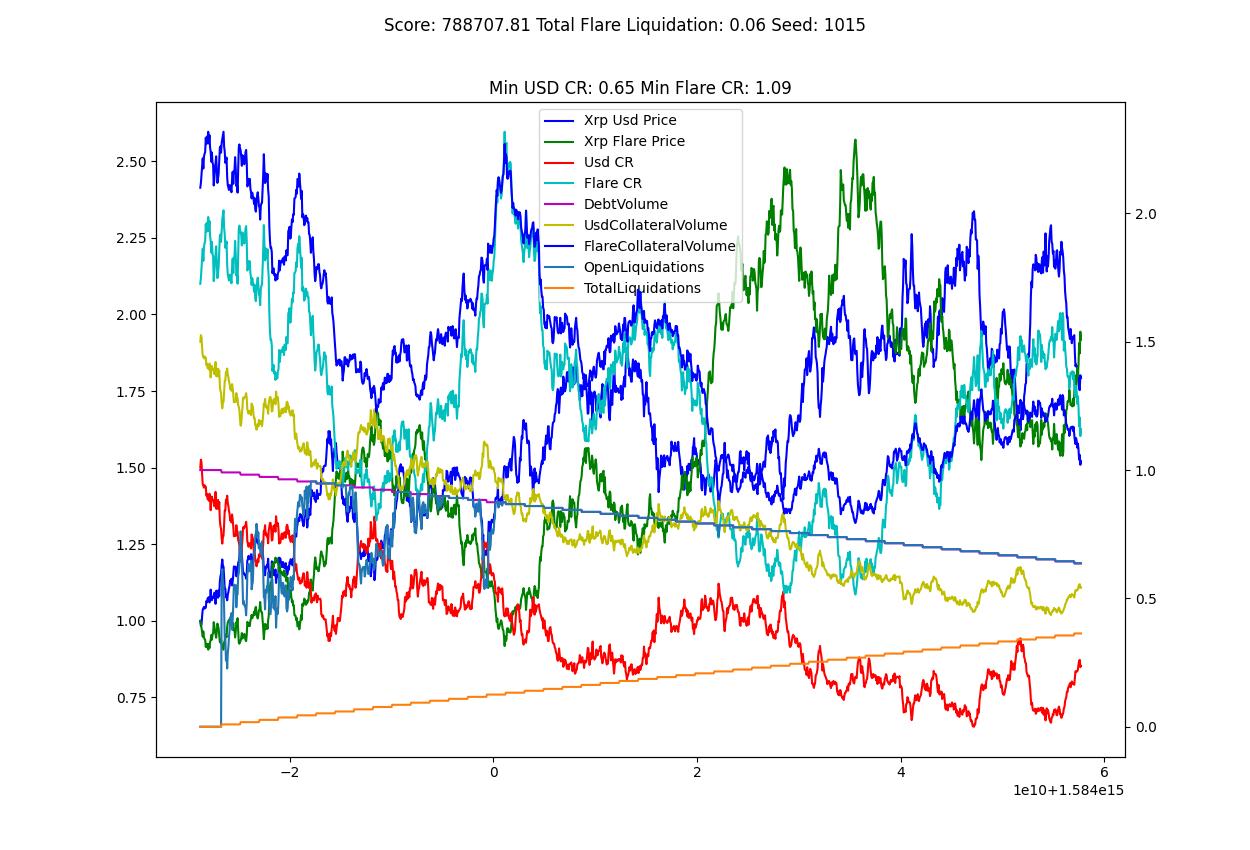 Score: 788707.81 Total Flare Liquidation: 0.06 Seed: 1015
Min USD CR: 0.65 Min Flare CR: 1.09
Xrp Usd Price
Xrp Flare Price
Usd CR
Flare CR
DebtVolume
UsdCollateralVolume
FlareCollateralVolume
OpenLiquidations
TotalLiquidations
2.50
2.25
2.00
1.75
1.50
1.25
1.00
0.75
2.0
1.5
1.0
0.5
0.0
−2 0 2 4 6
1e10+1.584e15